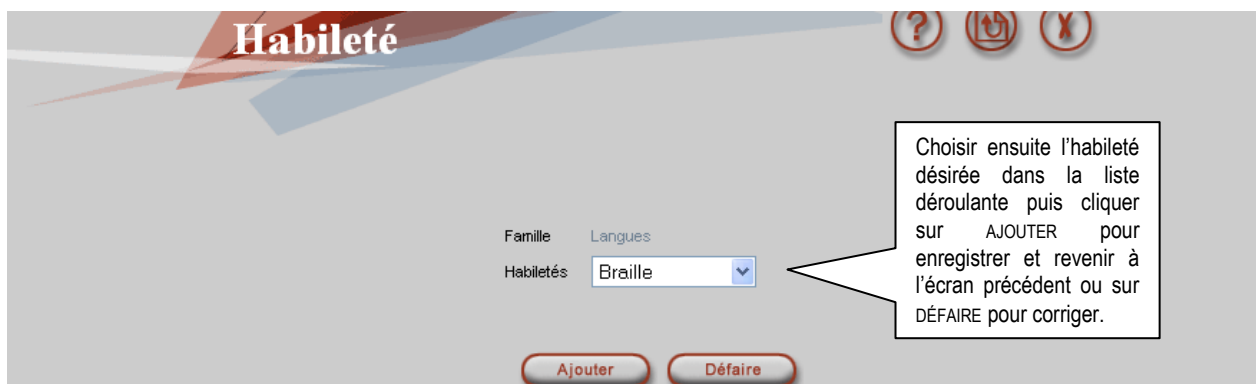 Habileté
?
X
Choisir ensuite l’habileté
désirée dans la liste
déroulante puis cliquer
sur AJOUTER pour
enregistrer et revenir à
l’écran précédent ou sur
DÉFAIRE pour corriger.
Famille Langues
Habiletés Braille
Ajouter Défaire